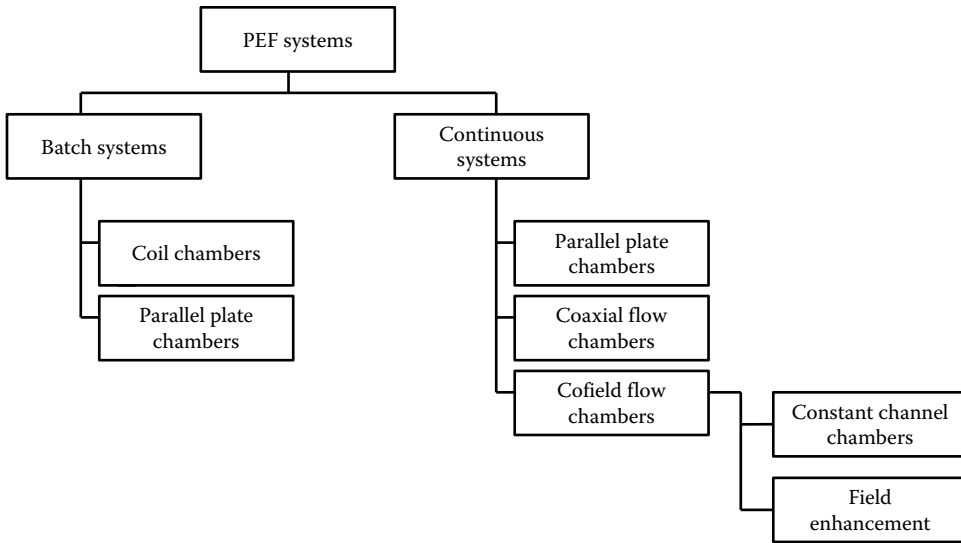 PEF systems
Batch systems
Continuous
systems
Coil chambers
Parallel plate
chambers
Parallel plate
chambers
Coaxial flow
chambers
Cofield flow
chambers
Constant channel
chambers
Field
enhancement